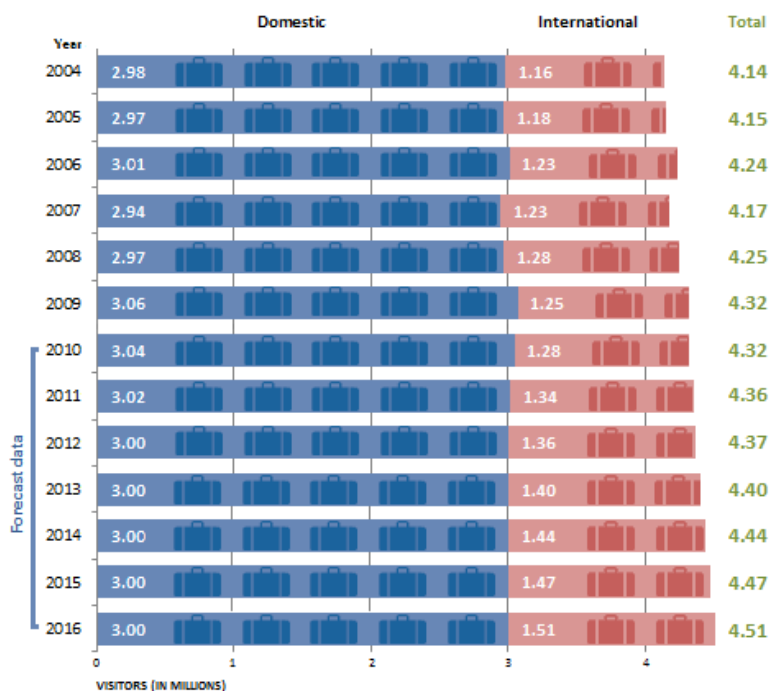 Domestic International Total
Year
2004 2.98 1.16 4.14
2005 2.97 1.18 4.15
2006 3.01 1.23 4.24
2007 2.94 1.23 4.17
2008 2.97 1.28 4.25
2009 3.06 1.25 4.32
2010 3.04 1.28 4.32
2011 3.02 1.34 4.36
2012 3.00 1.36 4.37
2013 3.00 1.40 4.40
2014 3.00 1.44 4.44
2015 3.00 1.47 4.47
2016 3.00 1.51 4.51
Forecast data
0 1 2 3 4
VISITORS (IN MILLIONS)